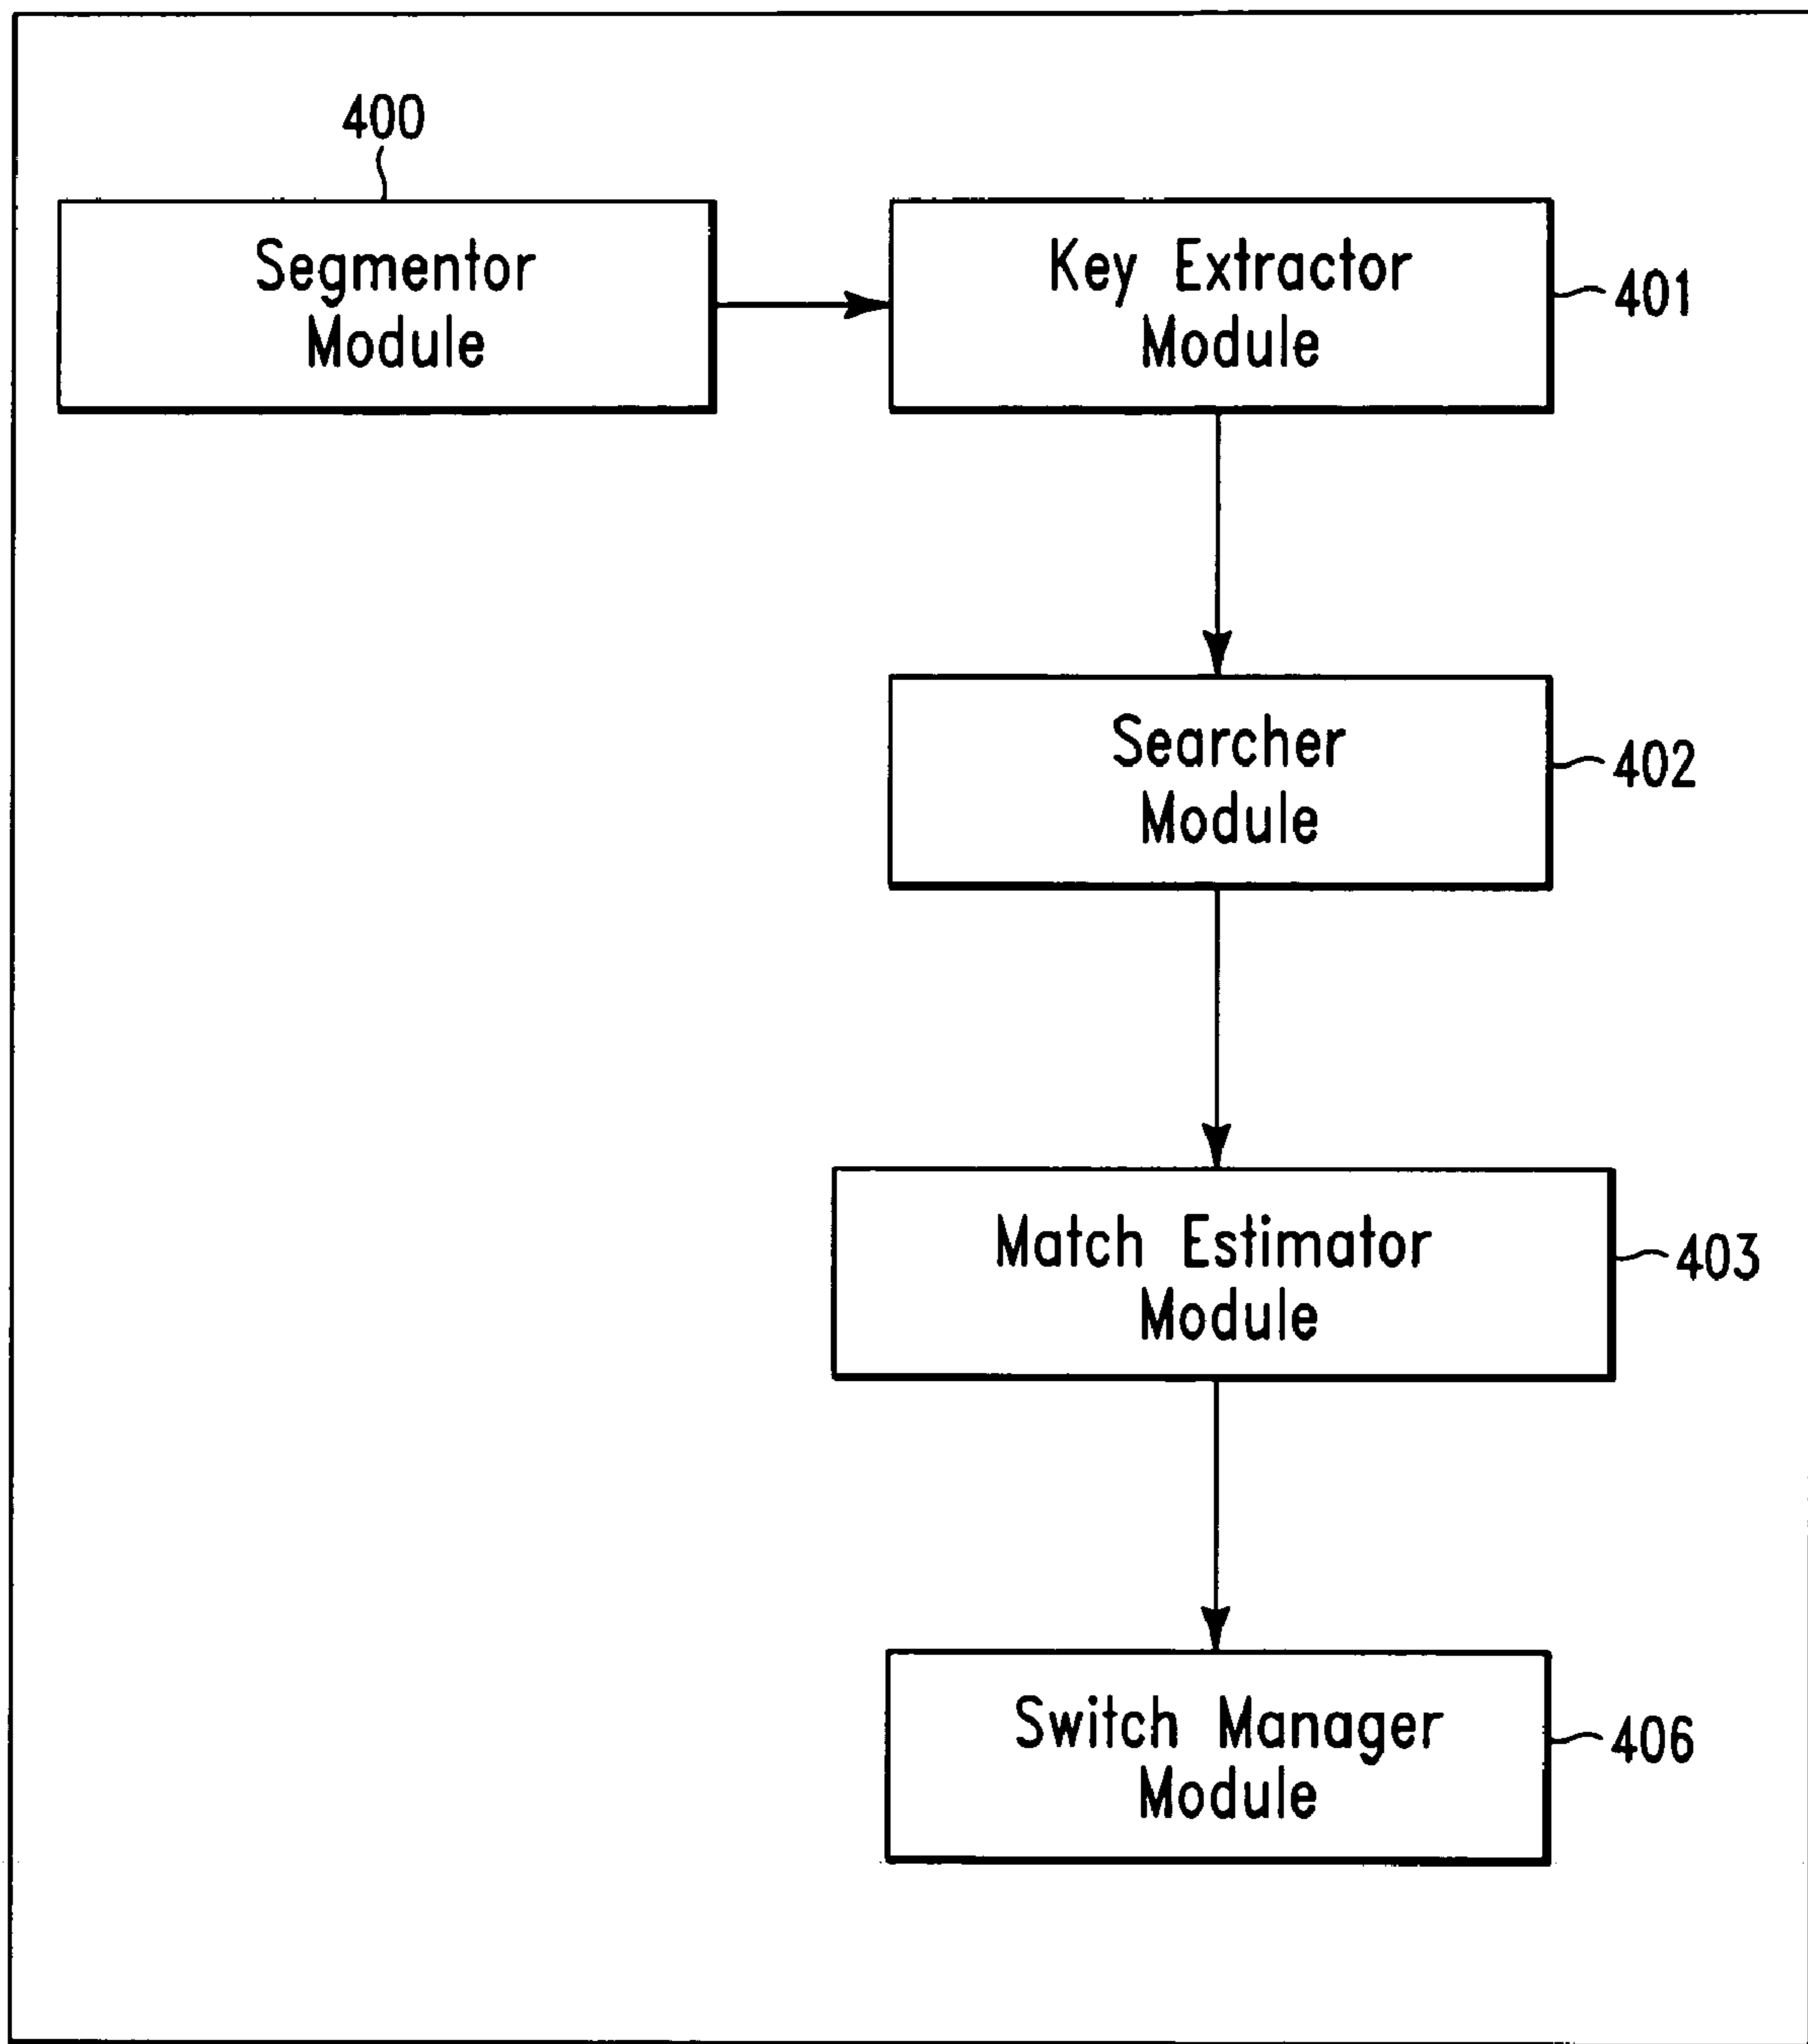 400
Segmentor
Module
Key Extractor
Module
401
Searcher
Module
402
Match Estimator
Module
403
Switch Manager
Module
406